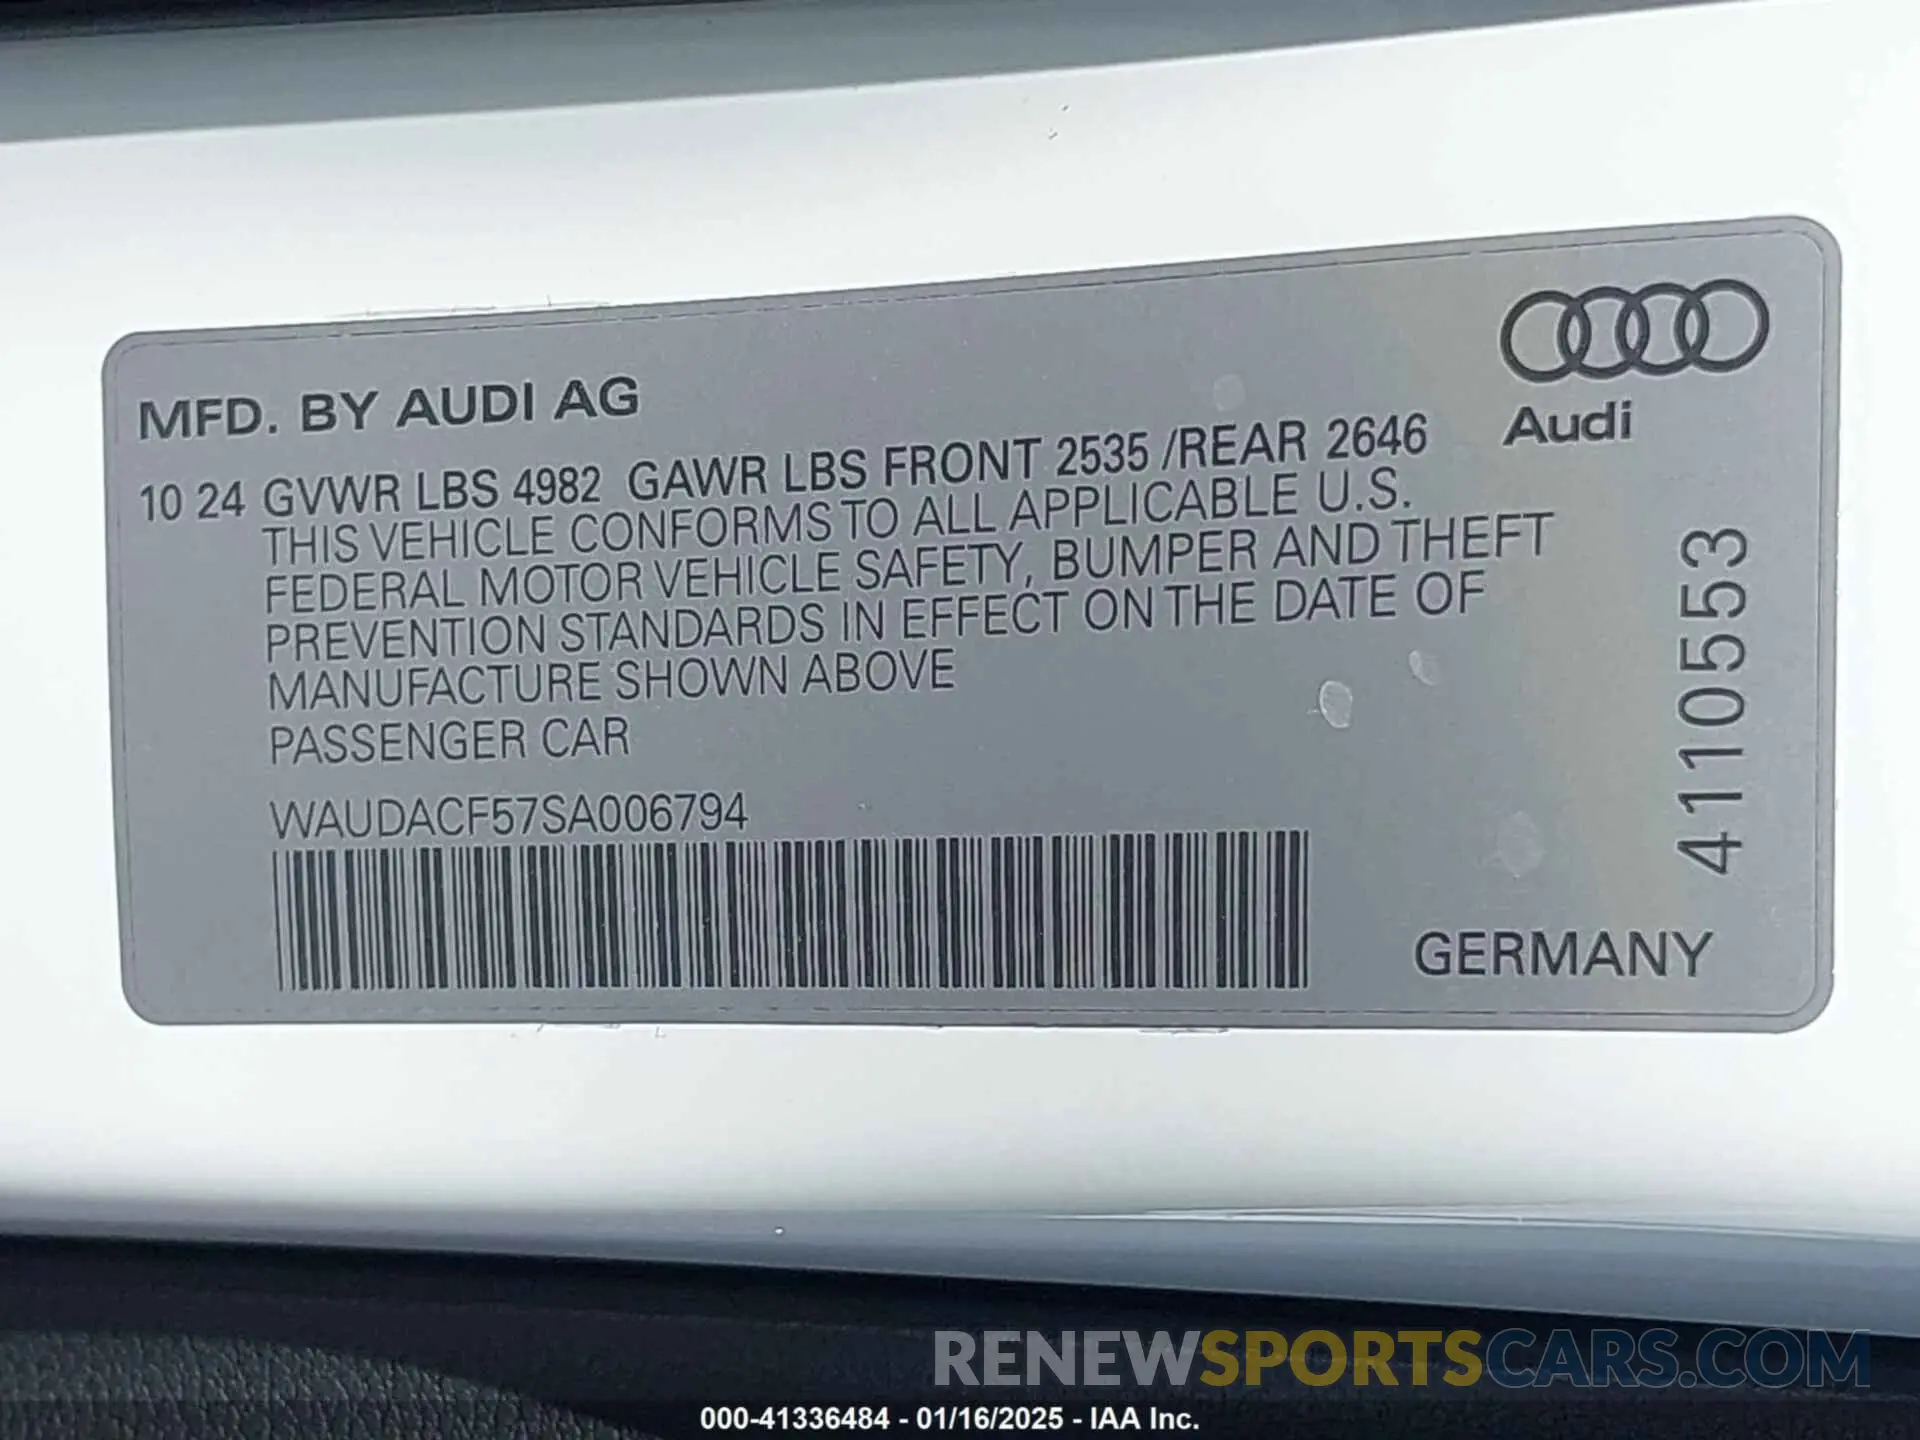 MFD. BY AUDI AG
Audi
10 24 GVWR LBS 4982 GAWR LBS FRONT 2535 /REAR 2646
THIS VEHICLE CONFORMS TO ALL APPLICABLE U.S.
FEDERAL MOTOR VEHICLE SAFETY, BUMPER AND THEFT
PREVENTION STANDARDS IN EFFECT ON THE DATE OF
MANUFACTURE SHOWN ABOVE
PASSENGER CAR
WAUDACF57SA006794
4110553
GERMANY
RENEWSPORTSCARS.COM
000-41336484 - 01/16/2025 - IAA Inc.